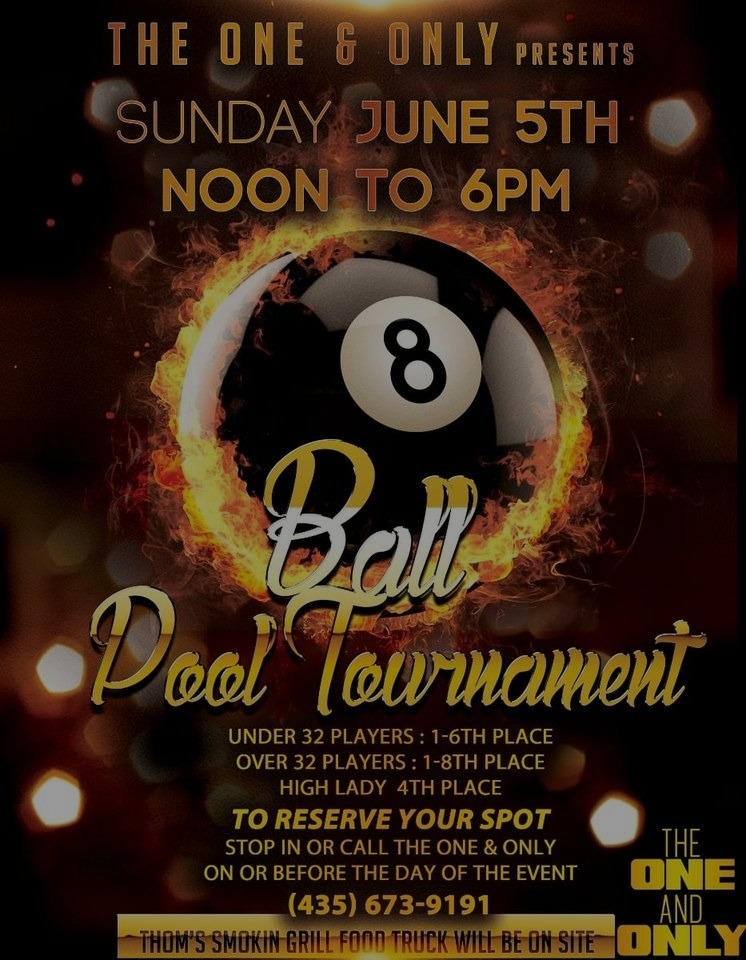 THE ONE & ONLY PRESENTS
SUNDAY JUNE 5TH
NOON TO 6PM
8
Ball
Pool Tournament
UNDER 32 PLAYERS : 1-6TH PLACE
OVER 32 PLAYERS : 1-8TH PLACE
HIGH LADY 4TH PLACE
TO RESERVE YOUR SPOT
STOP IN OR CALL THE ONE & ONLY
ON OR BEFORE THE DAY OF THE EVENT
(435) 673-9191
THOM'S SMOKIN GRILL FOOD TRUCK WILL BE ON SITE
THE
ONE
AND
ONLY